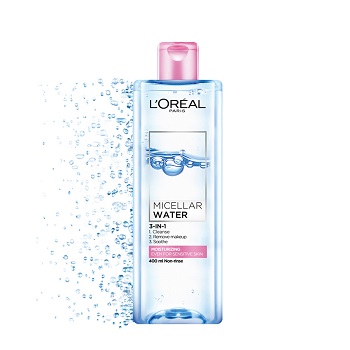 L'ORÉAL
PARIS
MICELLAR
WATER
3-IN-1
1. Cleanse
2. Remove makeup
3. Soothe
MOISTURIZING
EVEN FOR SENSITIVE SKIN
400 ml Non-rinse